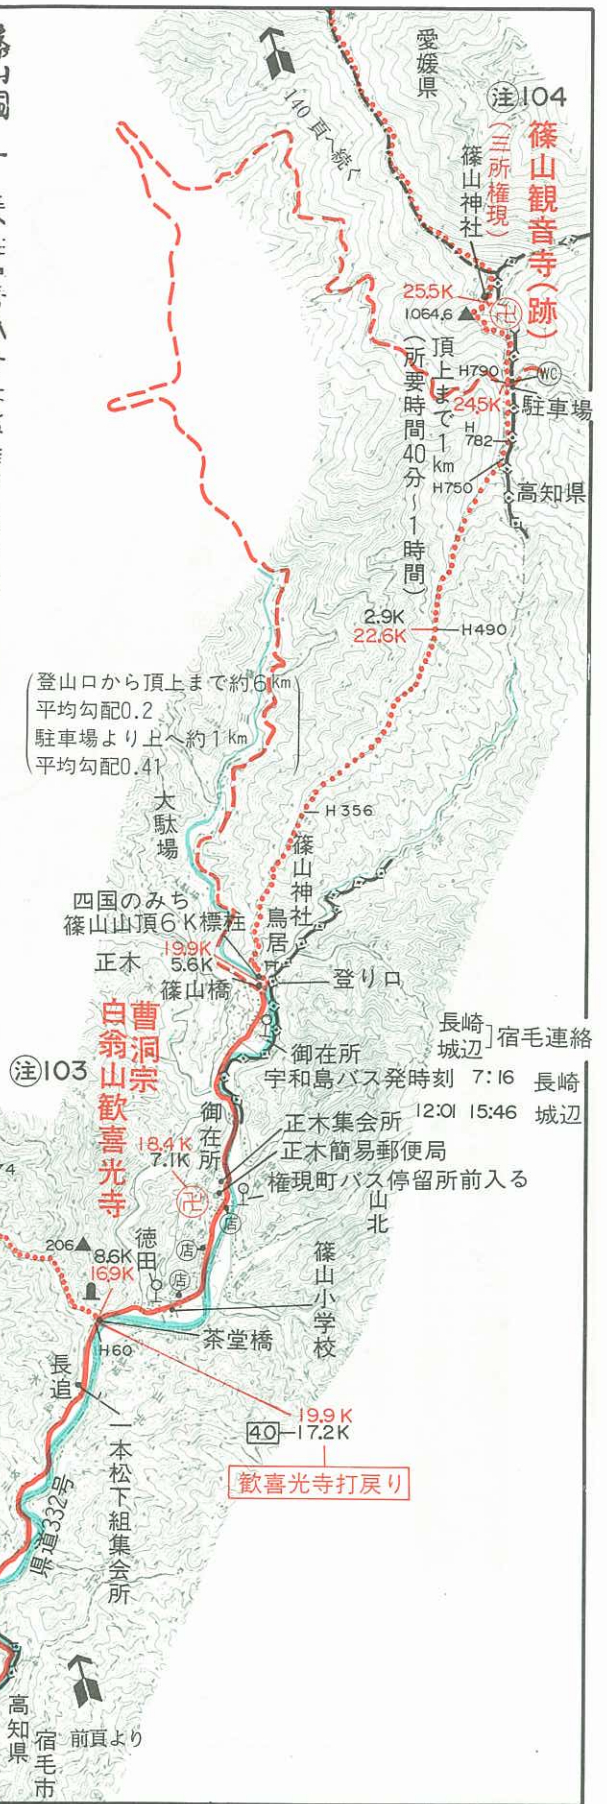 愛媛県
140頁へ続く
注104
篠山観音寺(跡)
(三所権現)
篠山神社
25.5K
1064.6
卍
H790
WC
24.5K
駐車場
H
782
H750
高知県
頂上まで1km
(所要時間40分~1時間)
2.9K
22.6K
H490
登山口から頂上まで約6km
平均勾配0.2
駐車場より上へ約1km
平均勾配0.41
大駄場
H356
篠山神社
鳥居
四国のみち
篠山山頂6K標柱
19.9K
正木
5.6K
篠山橋
登り口
長崎
城辺
宿毛連絡
御在所
宇和島バス発時刻 7:16 長崎
12:01 15:46 城辺
注103
曹洞宗
白翁山歓喜光寺
御在所
正木集会所
18.4K
7.1K
正木簡易郵便局
権現町バス停留所前入る
卍
山北
店
206
8.6K
16.9K
徳田
店
篠山小学校
茶堂橋
H60
長追
19.9K
40
17.2K
歓喜光寺打戻り
一本松下組集会所
県道332号
高知県
宿毛市
前頁より